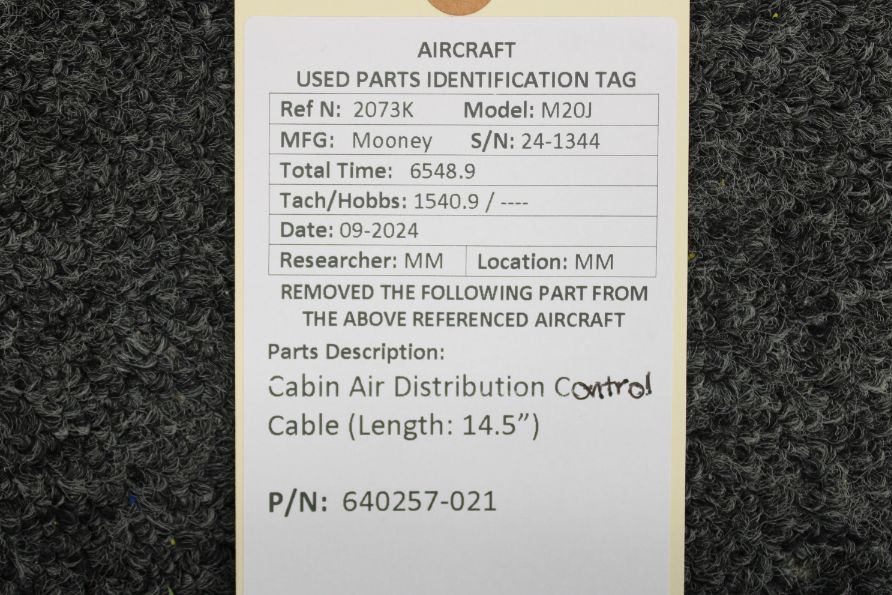 AIRCRAFT
USED PARTS IDENTIFICATION TAG
Ref N: 2073K Model: M20J
MFG: Mooney S/N: 24-1344
Total Time: 6548.9
Tach/Hobbs: 1540.9 / ----
Date: 09-2024
Researcher: MM Location: MM
REMOVED THE FOLLOWING PART FROM
THE ABOVE REFERENCED AIRCRAFT
Parts Description:
Cabin Air Distribution Control
Cable (Length: 14.5”)
P/N: 640257-021